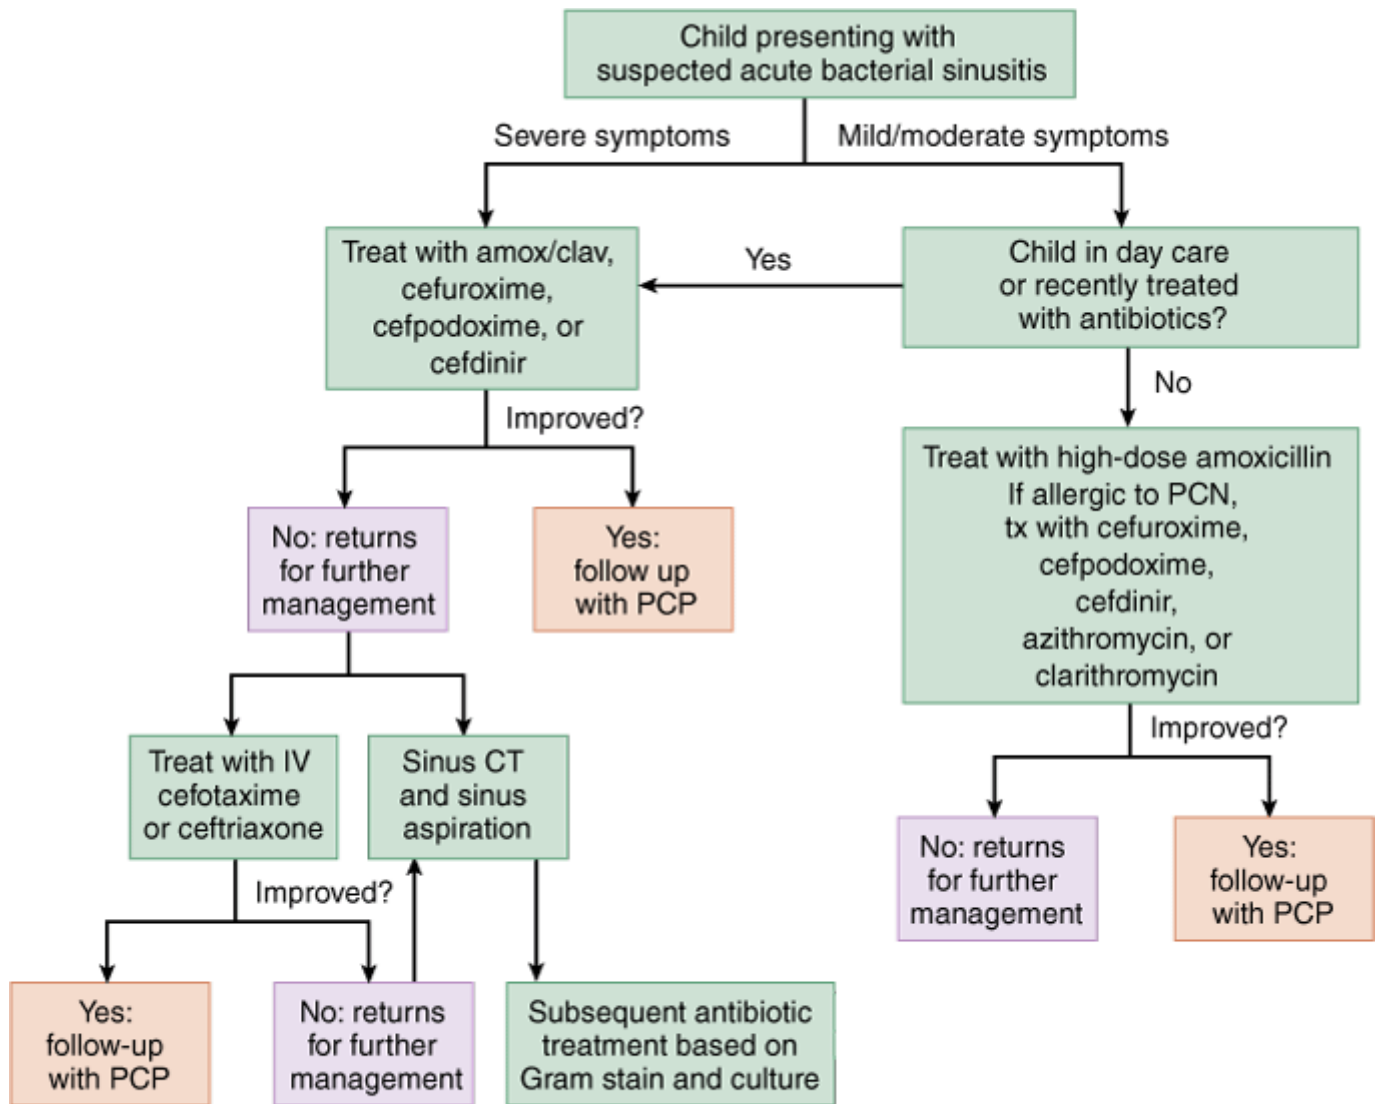 Child presenting with
suspected acute bacterial sinusitis
Severe symptoms
Mild/moderate symptoms
Treat with amox/clav,
cefuroxime,
cefpodoxime, or
cefdinir
Yes
Child in day care
or recently treated
with antibiotics?
No
Improved?
Treat with high-dose amoxicillin
If allergic to PCN,
tx with cefuroxime,
cefpodoxime,
cefdinir,
azithromycin, or
clarithromycin
No: returns
for further
management
Yes:
follow up
with PCP
Improved?
Treat with IV
cefotaxime
or ceftriaxone
Sinus CT
and sinus
aspiration
No: returns
for further
management
Yes:
follow-up
with PCP
Improved?
Yes:
follow-up
with PCP
No: returns
for further
management
Subsequent antibiotic
treatment based on
Gram stain and culture